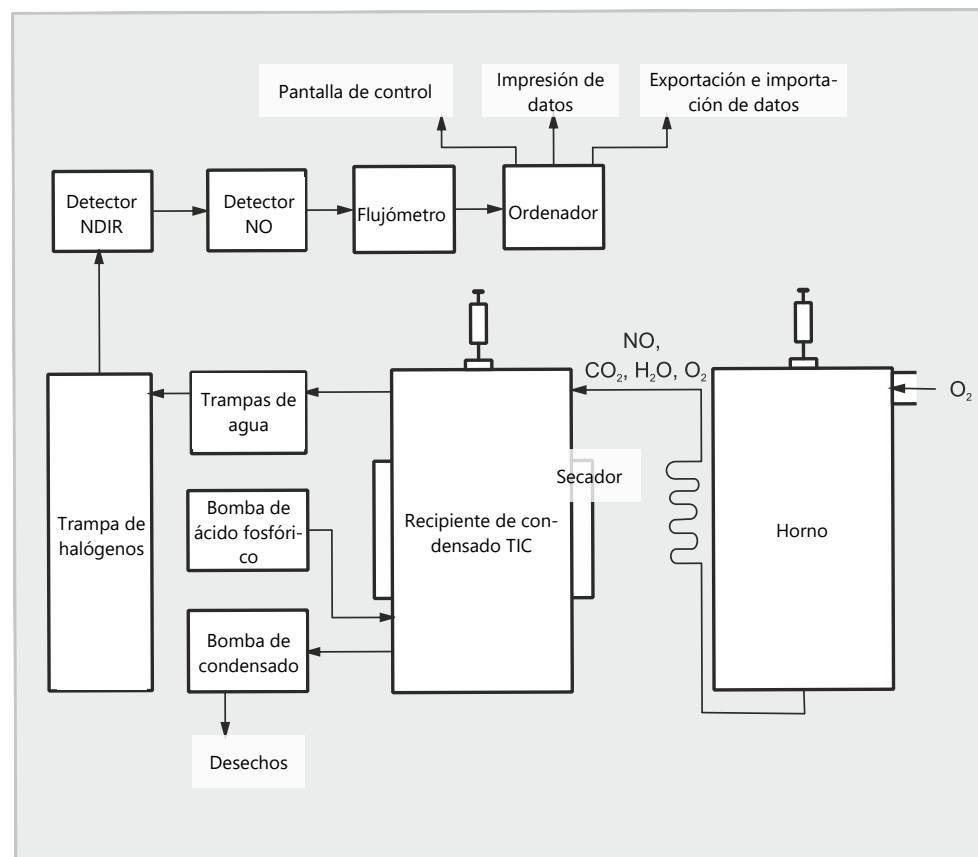 Pantalla de control
Impresión de
datos
Exportación e importa-
ción de datos
Detector
NDIR
Detector
NO
Flujómetro
Ordenador
NO,
CO₂, H₂O, O₂
O₂
Trampas de
agua
Secador
Bomba de
ácido fosfóri-
co
Recipiente de con-
densado TIC
Horno
Trampa de
halógenos
Bomba de
condensado
Desechos